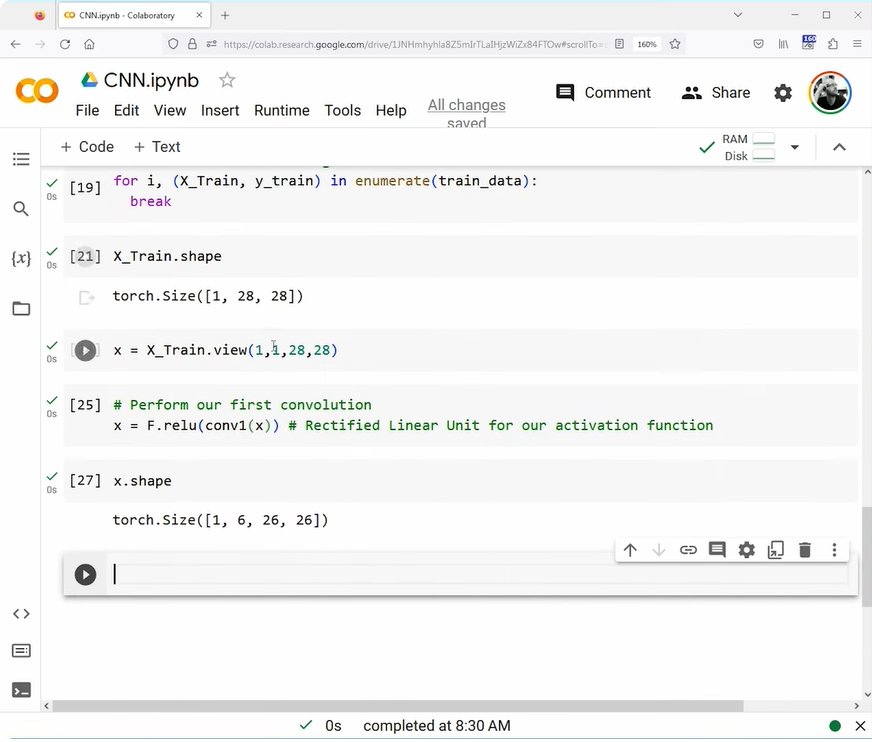 CNN.ipynb - Colaboratory
https://colab.research.google.com/drive/1JNHmhyhla8Z5mIrTLaIHjzWiZx84FTOw#scrollTo=
160%
160
CNN.ipynb
File Edit View Insert Runtime Tools Help All changes saved
Comment Share
+ Code + Text
RAM
Disk
[19] for i, (X_Train, y_train) in enumerate(train_data):
break
0s
[21] X_Train.shape
0s
torch.Size([1, 28, 28])
x = X_Train.view(1,1,28,28)
0s
[25] # Perform our first convolution
0s
x = F.relu(conv1(x)) # Rectified Linear Unit for our activation function
[27] x.shape
0s
torch.Size([1, 6, 26, 26])
{x}
0s completed at 8:30 AM